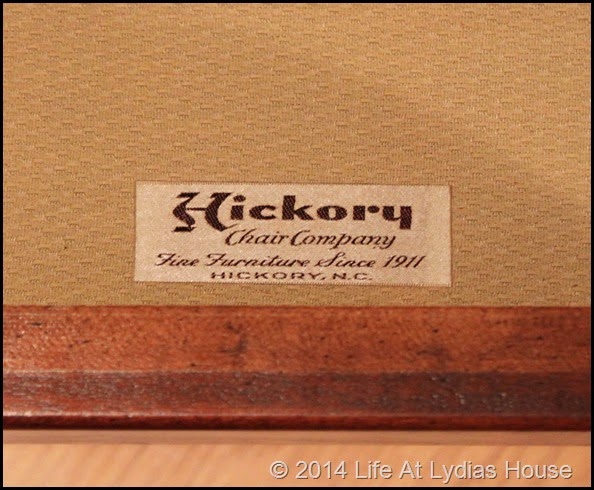 Hickory
Chair Company
Fine Furniture Since 1911
HICKORY, N.C.
© 2014 Life At Lydias House